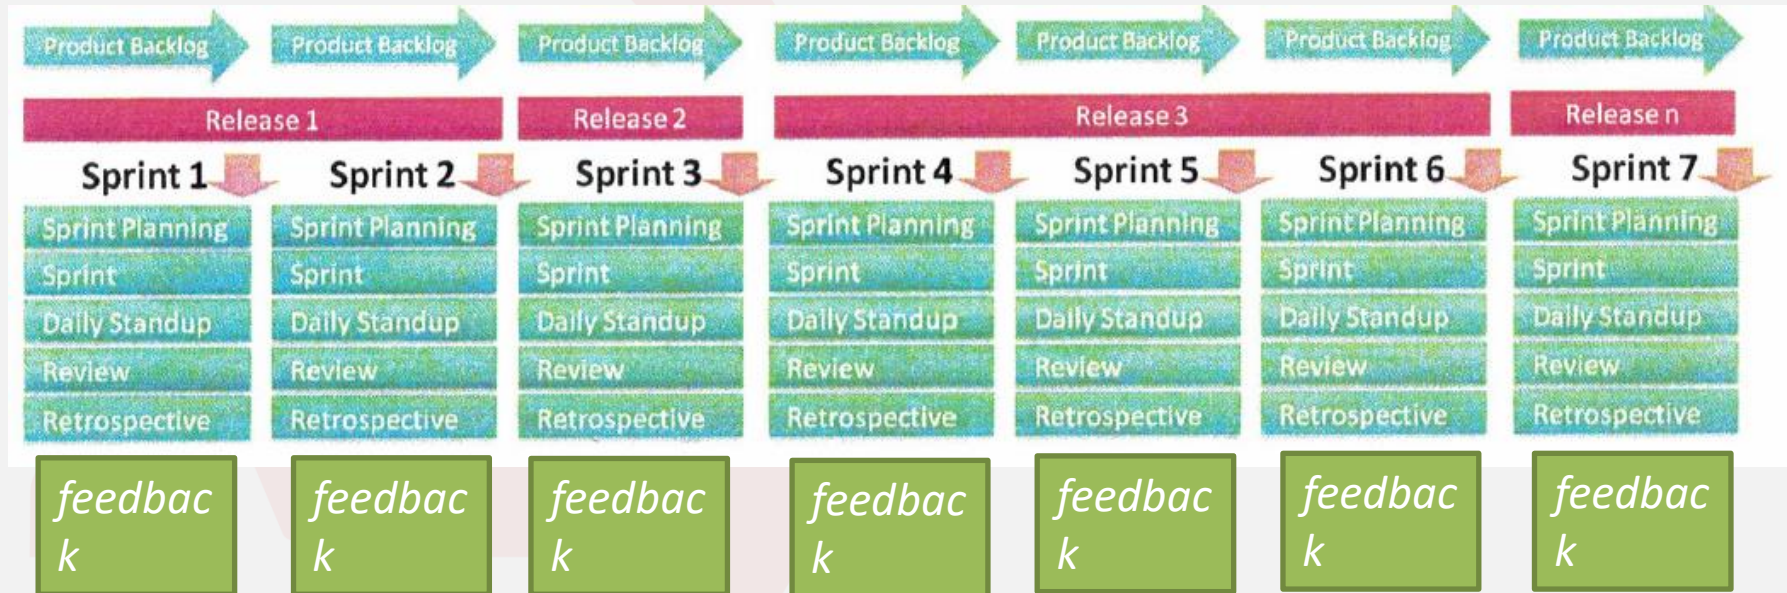 Product Backlog Product Backlog Product Backlog Product Backlog Product Backlog Product Backlog Product Backlog
Release 1 Release 2 Release 3 Release n
Sprint 1 Sprint 2 Sprint 3 Sprint 4 Sprint 5 Sprint 6 Sprint 7
Sprint Planning Sprint Planning Sprint Planning Sprint Planning Sprint Planning Sprint Planning Sprint Planning
Sprint Sprint Sprint Sprint Sprint Sprint Sprint
Daily Standup Daily Standup Daily Standup Daily Standup Daily Standup Daily Standup Daily Standup
Review Review Review Review Review Review Review
Retrospective Retrospective Retrospective Retrospective Retrospective Retrospective Retrospective
feedbac feedbac feedbac feedbac feedbac feedbac feedbac
k k k k k k k